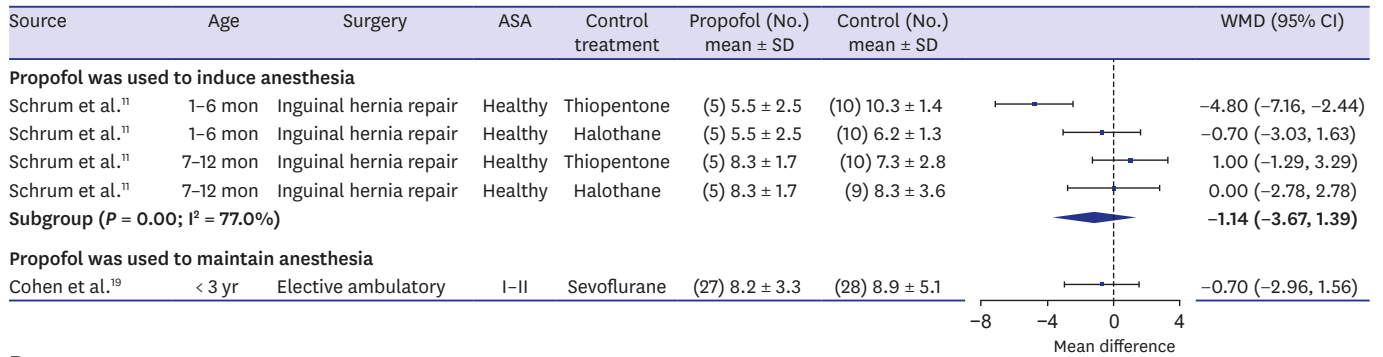 Source Age Surgery ASA Control treatment Propofol (No.) mean ± SD Control (No.) mean ± SD WMD (95% CI)
Propofol was used to induce anesthesia
Schrum et al.¹¹ 1–6 mon Inguinal hernia repair Healthy Thiopentone (5) 5.5 ± 2.5 (10) 10.3 ± 1.4 −4.80 (−7.16, −2.44)
Schrum et al.¹¹ 1–6 mon Inguinal hernia repair Healthy Halothane (5) 5.5 ± 2.5 (10) 6.2 ± 1.3 −0.70 (−3.03, 1.63)
Schrum et al.¹¹ 7–12 mon Inguinal hernia repair Healthy Thiopentone (5) 8.3 ± 1.7 (10) 7.3 ± 2.8 1.00 (−1.29, 3.29)
Schrum et al.¹¹ 7–12 mon Inguinal hernia repair Healthy Halothane (5) 8.3 ± 1.7 (9) 8.3 ± 3.6 0.00 (−2.78, 2.78)
Subgroup (P = 0.00; I² = 77.0%) −1.14 (−3.67, 1.39)
Propofol was used to maintain anesthesia
Cohen et al.¹⁹ < 3 yr Elective ambulatory I–II Sevoflurane (27) 8.2 ± 3.3 (28) 8.9 ± 5.1 −0.70 (−2.96, 1.56)
−8 −4 0 4
Mean difference